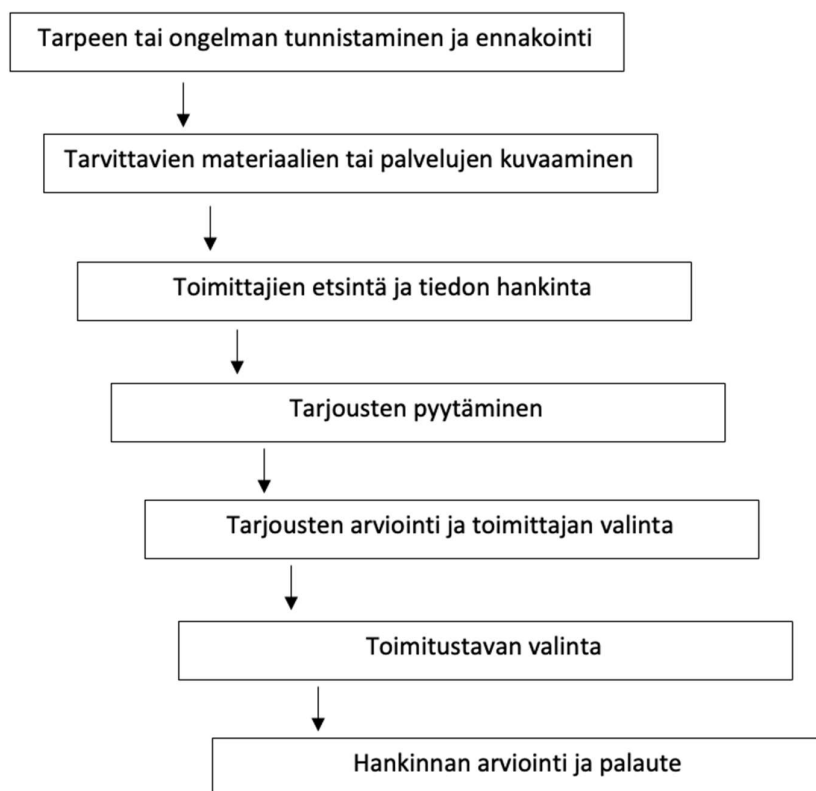 Tarpeen tai ongelman tunnistaminen ja ennakointi
Tarvittavien materiaalien tai palvelujen kuvaaminen
Toimittajien etsintä ja tiedon hankinta
Tarjousten pyytäminen
Tarjousten arviointi ja toimittajan valinta
Toimitustavan valinta
Hankinnan arviointi ja palaute